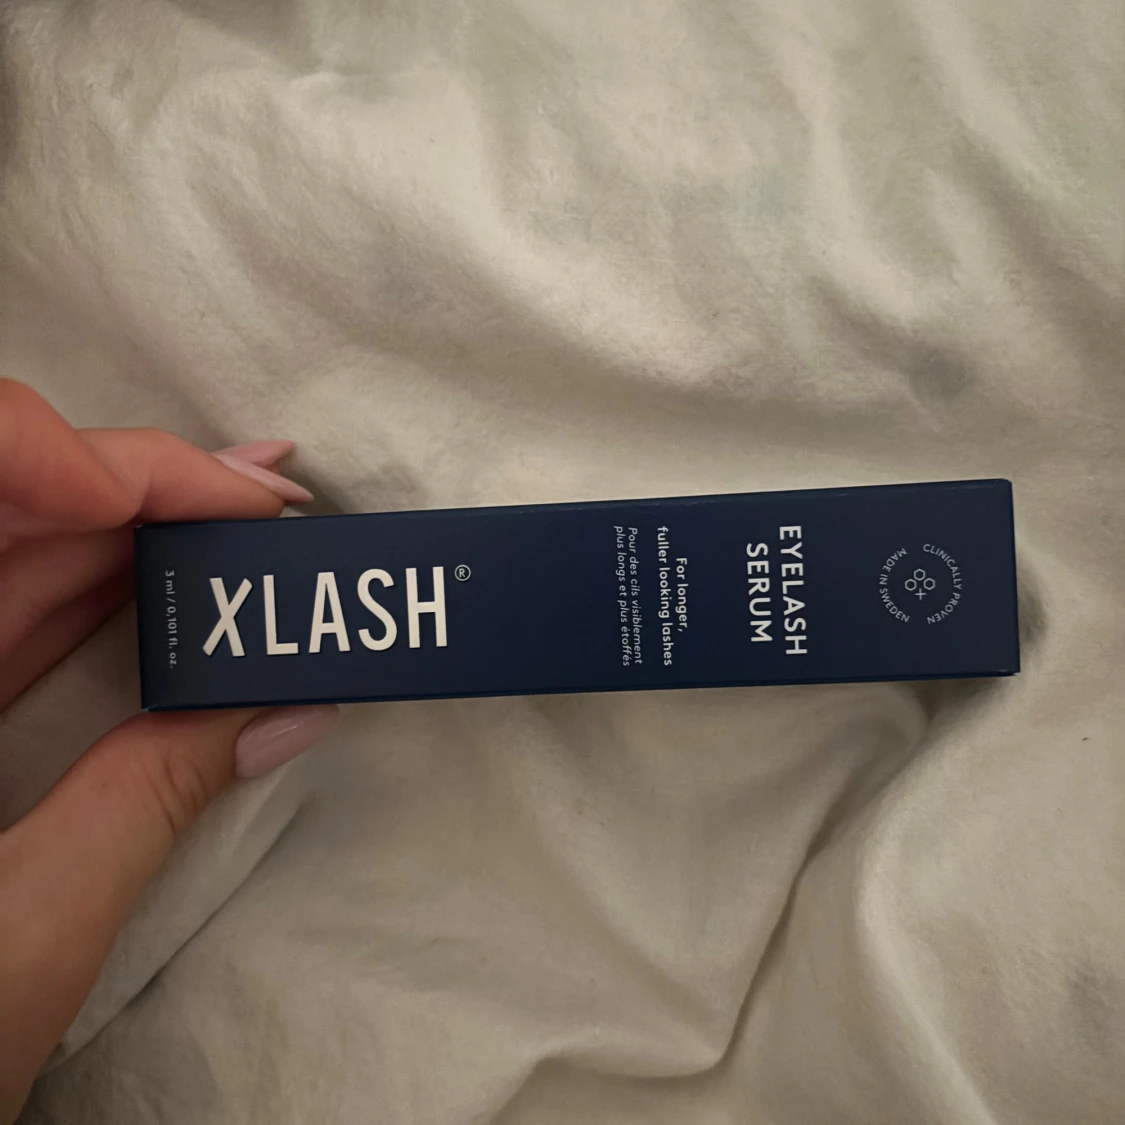 XLASH®
3 ml / 0,101 fl. oz.
CLINICALLY PROVEN
MADE IN SWEDEN
EYELASH
SERUM
For longer,
fuller looking lashes
Pour des cils visiblement
plus longs et plus étoffés